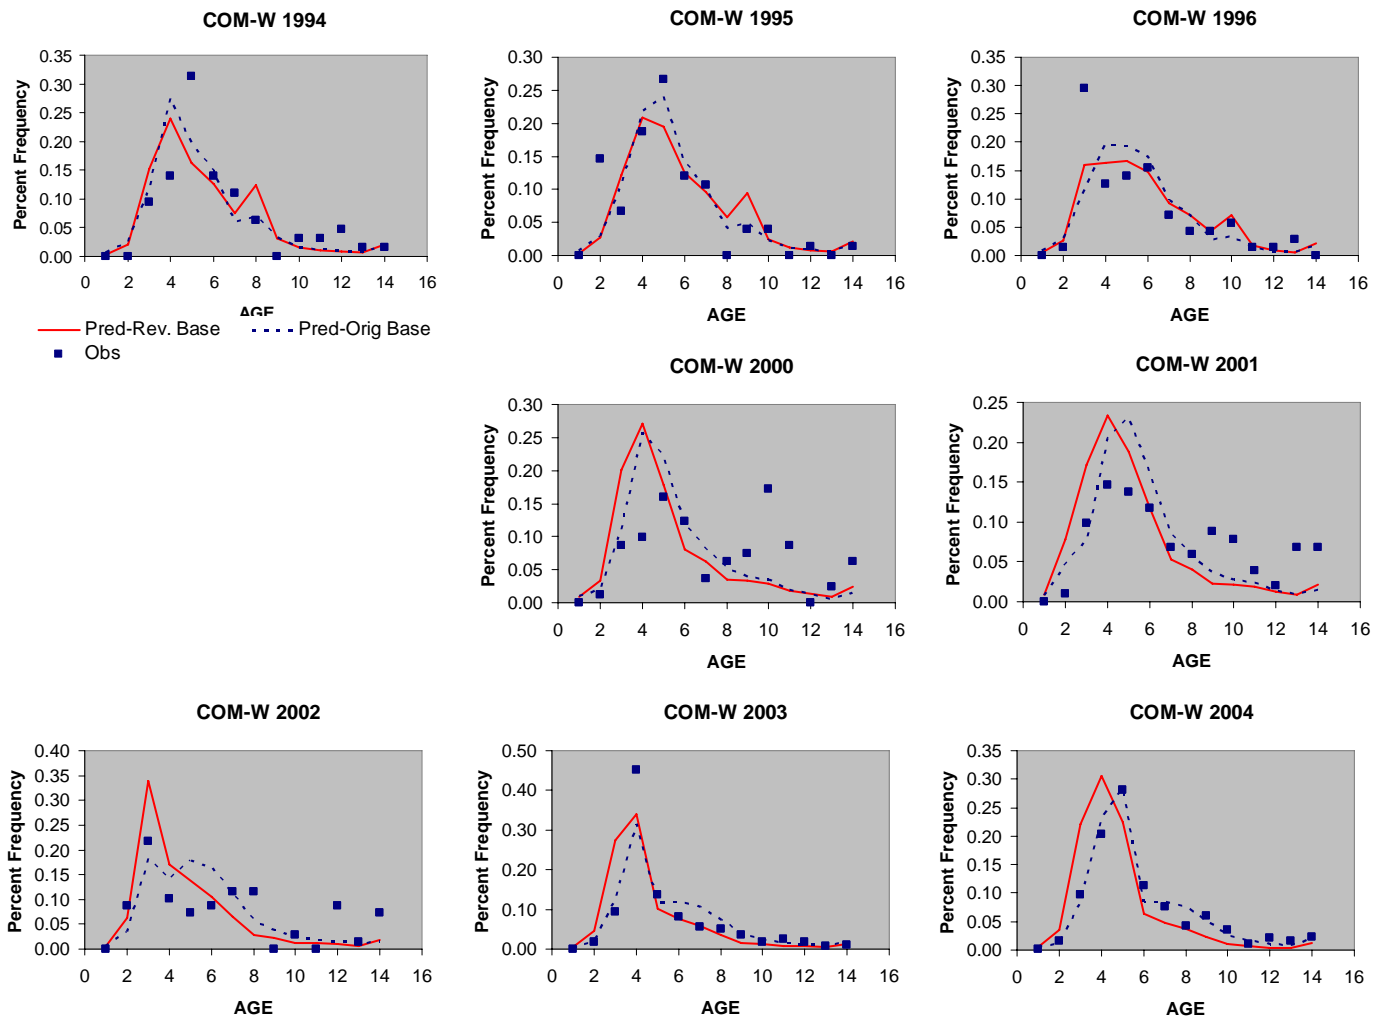 COM-W 1994
COM-W 1995
COM-W 1996
Percent Frequency
0.35
0.30
0.25
0.20
0.15
0.10
0.05
0.00
0 2 4 6 8 10 12 14 16
AGE
Percent Frequency
0.30
0.25
0.20
0.15
0.10
0.05
0.00
0 2 4 6 8 10 12 14 16
AGE
Percent Frequency
0.35
0.30
0.25
0.20
0.15
0.10
0.05
0.00
0 2 4 6 8 10 12 14 16
AGE
Pred-Rev. Base Pred-Orig Base
Obs
COM-W 2000
COM-W 2001
Percent Frequency
0.30
0.25
0.20
0.15
0.10
0.05
0.00
0 2 4 6 8 10 12 14 16
AGE
Percent Frequency
0.25
0.20
0.15
0.10
0.05
0.00
0 2 4 6 8 10 12 14 16
AGE
COM-W 2002
COM-W 2003
COM-W 2004
Percent Frequency
0.40
0.35
0.30
0.25
0.20
0.15
0.10
0.05
0.00
0 2 4 6 8 10 12 14 16
AGE
Percent Frequency
0.50
0.40
0.30
0.20
0.10
0.00
0 2 4 6 8 10 12 14 16
AGE
Percent Frequency
0.35
0.30
0.25
0.20
0.15
0.10
0.05
0.00
0 2 4 6 8 10 12 14 16
AGE